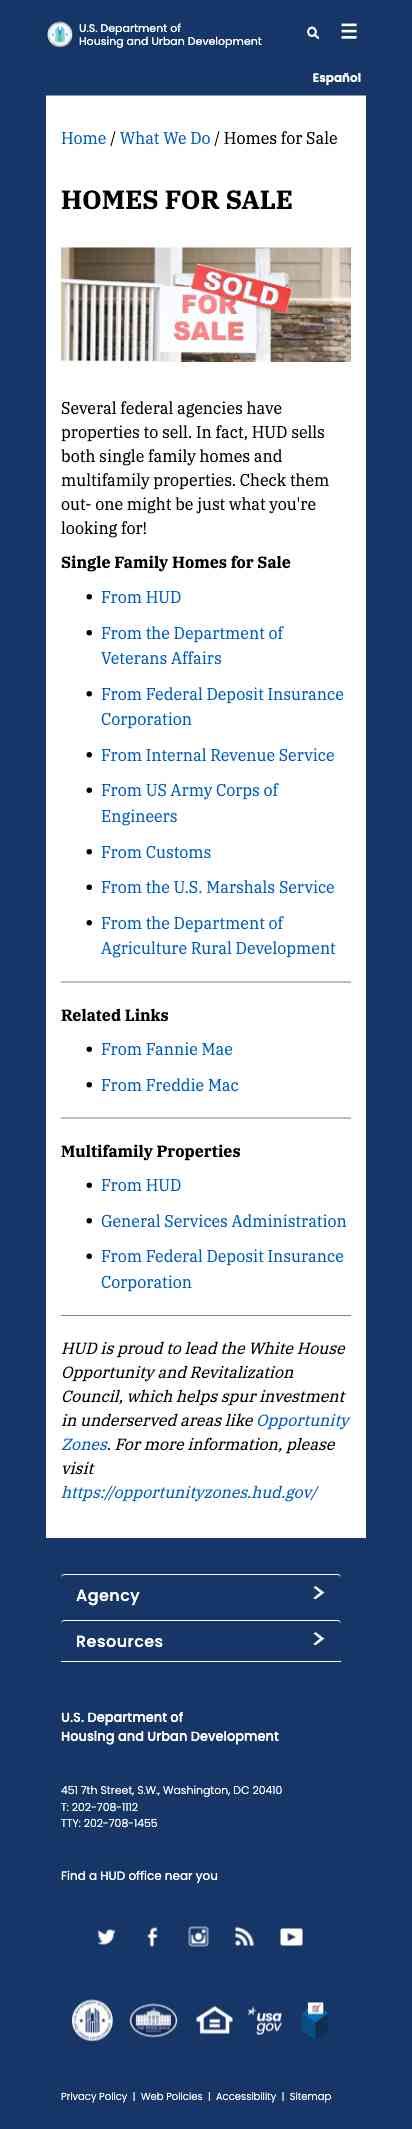 U.S. Department of
Housing and Urban Development
Español
Home / What We Do / Homes for Sale
HOMES FOR SALE
SOLD
FOR
SALE
Several federal agencies have
properties to sell. In fact, HUD sells
both single family homes and
multifamily properties. Check them
out- one might be just what you're
looking for!
Single Family Homes for Sale
• From HUD
• From the Department of
Veterans Affairs
• From Federal Deposit Insurance
Corporation
• From Internal Revenue Service
• From US Army Corps of
Engineers
• From Customs
• From the U.S. Marshals Service
• From the Department of
Agriculture Rural Development
Related Links
• From Fannie Mae
• From Freddie Mac
Multifamily Properties
• From HUD
• General Services Administration
• From Federal Deposit Insurance
Corporation
HUD is proud to lead the White House
Opportunity and Revitalization
Council, which helps spur investment
in underserved areas like Opportunity
Zones. For more information, please
visit
https://opportunityzones.hud.gov/
Agency
Resources
U.S. Department of
Housing and Urban Development
451 7th Street, S.W., Washington, DC 20410
T: 202-708-1112
TTY: 202-708-1455
Find a HUD office near you
usa
gov
Privacy Policy | Web Policies | Accessibility | Sitemap